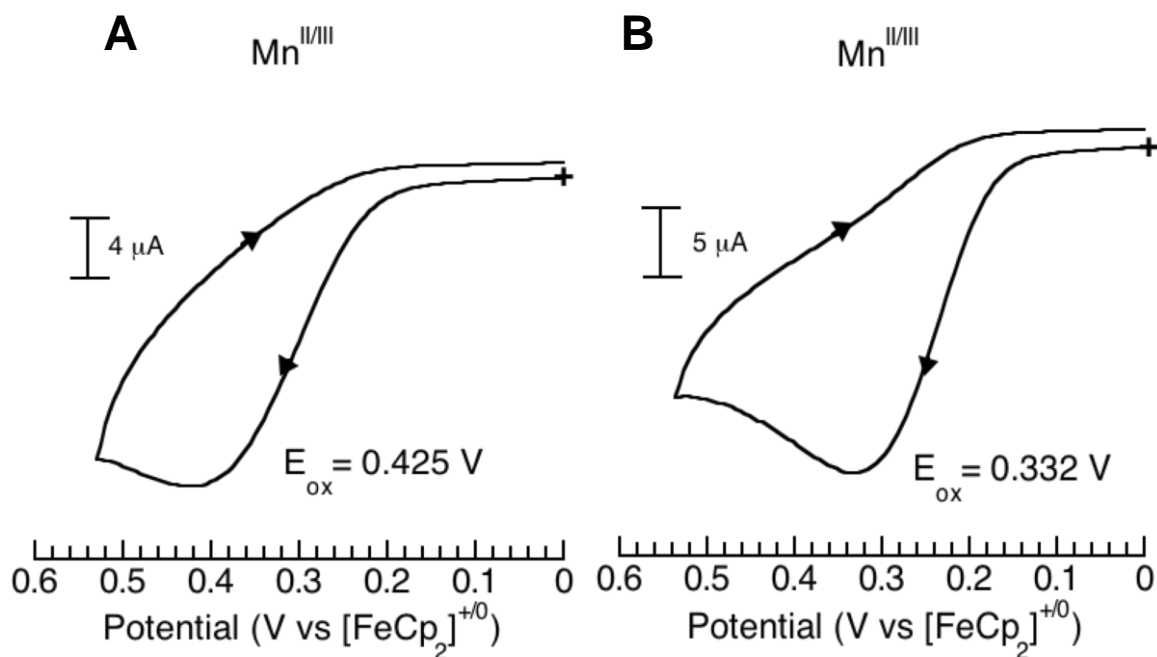 A
Mn^II/III
4 μA
E_ox = 0.425 V
0.6 0.5 0.4 0.3 0.2 0.1 0
Potential (V vs [FeCp_2]^+/0)
B
Mn^II/III
5 μA
E_ox = 0.332 V
0.6 0.5 0.4 0.3 0.2 0.1 0
Potential (V vs [FeCp_2]^+/0)